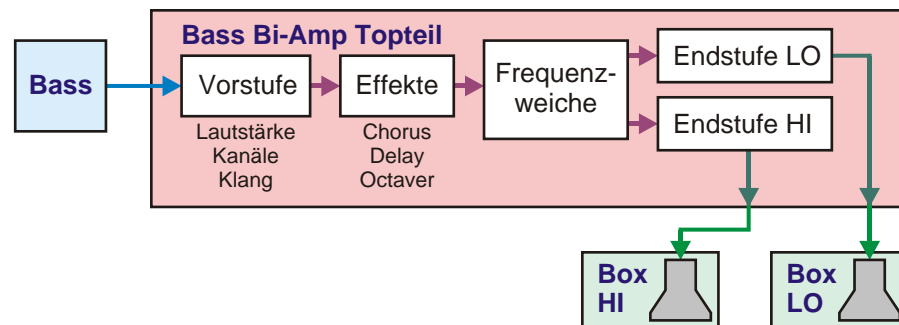 Bass Bi-Amp Topteil
Bass
Vorstufe
Effekte
Frequenz-
weiche
Endstufe LO
Endstufe HI
Lautstärke
Kanäle
Klang
Chorus
Delay
Octaver
Box
HI
Box
LO